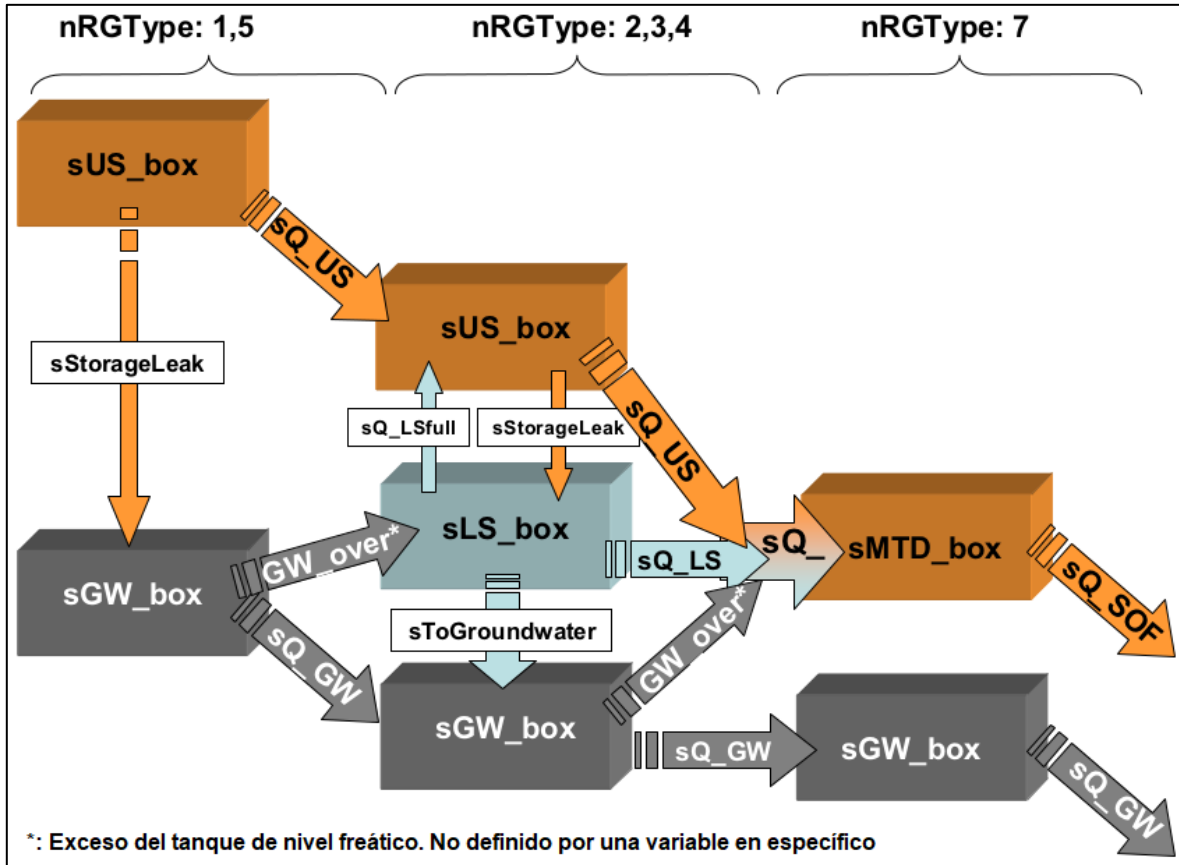 nRGType: 1,5
nRGType: 2,3,4
nRGType: 7
sUS_box
sQ_US
sUS_box
sStorageLeak
sQ_LSfull
sStorageLeak
sQ_US
sLS_box
GW_over*
sQ_LS
sQ_
sMTD_box
sGW_box
sQ_GW
sToGroundwater
GW_over*
sQ_SOF
sGW_box
sQ_GW
sGW_box
sQ_GW
*: Exceso del tanque de nivel freático. No definido por una variable en específico